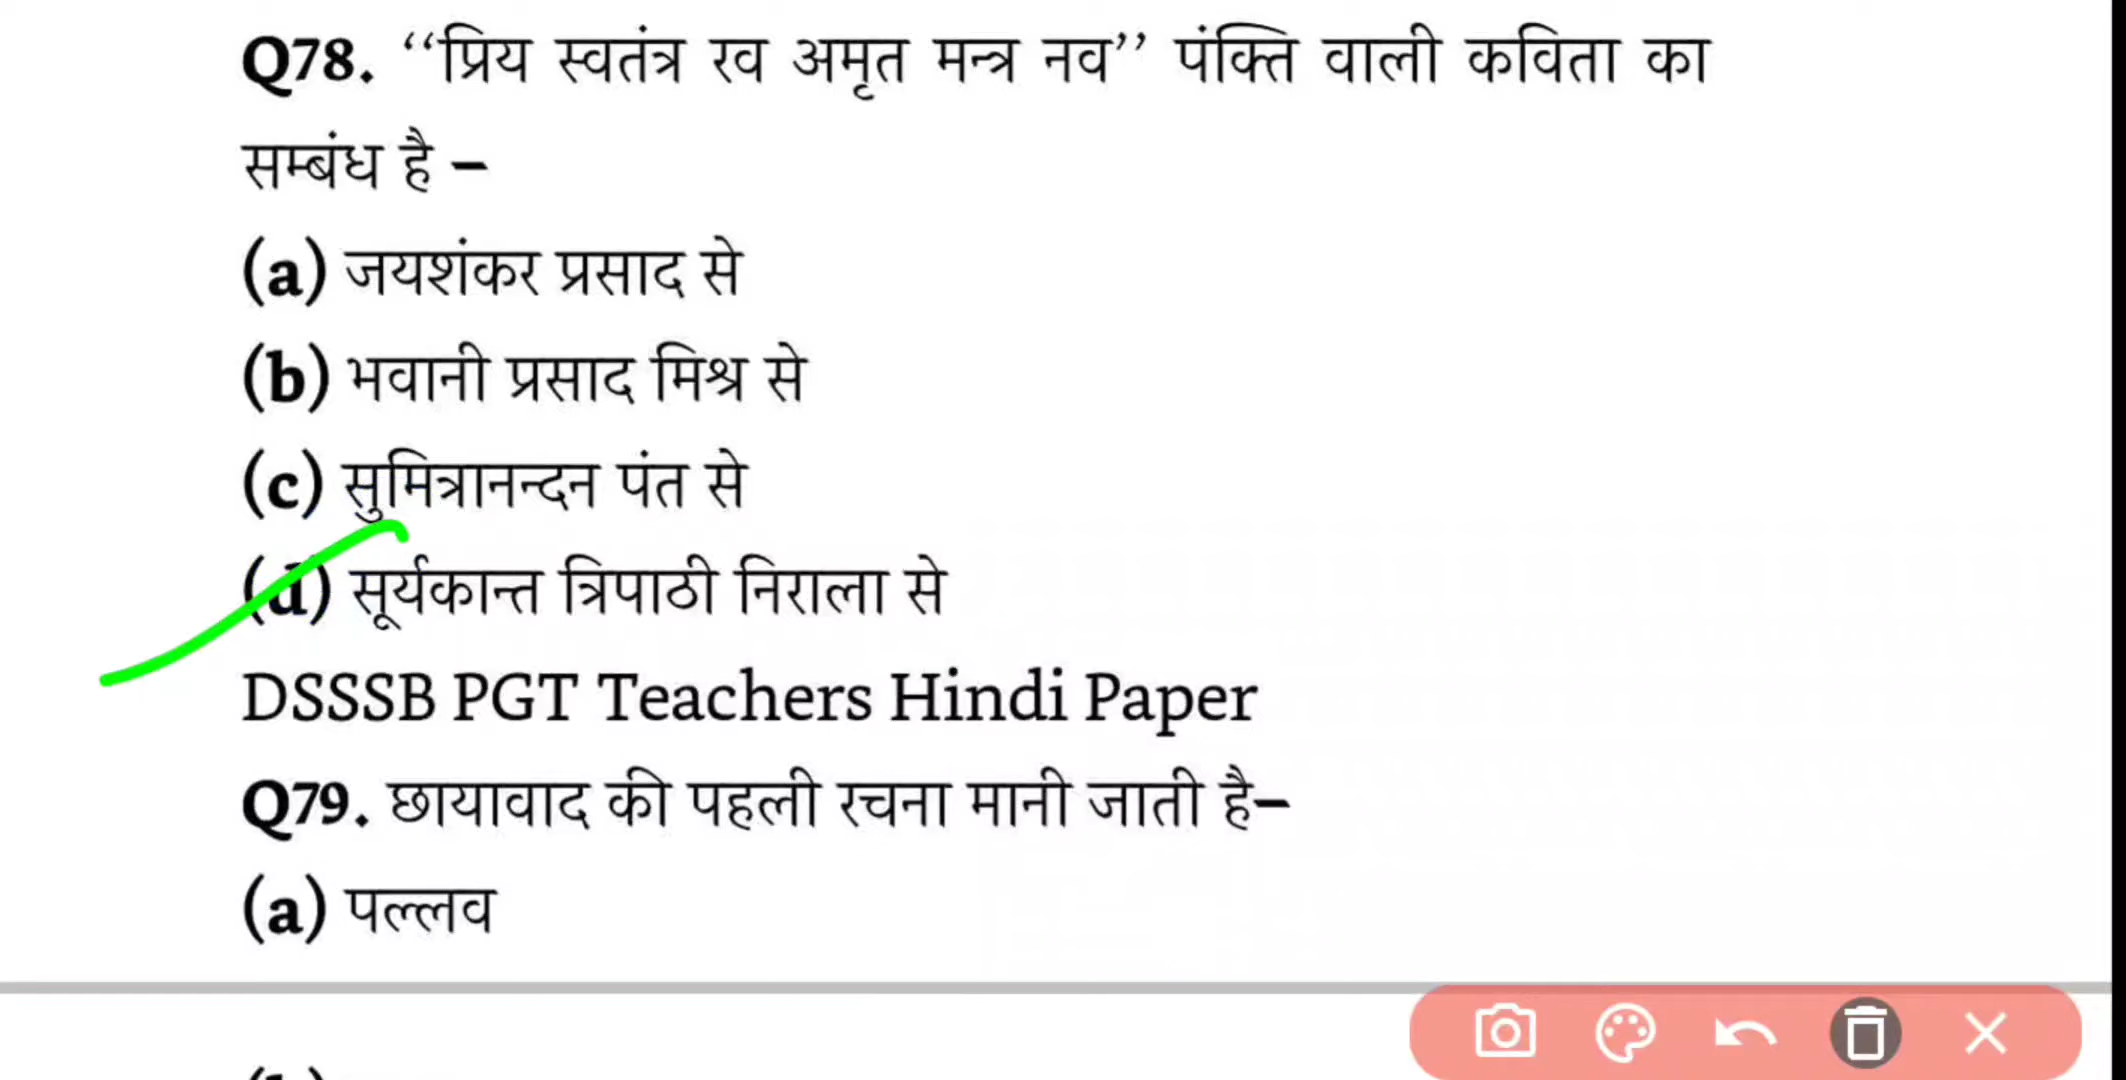 Q78. ‘‘प्रिय स्वतंत्र रव अमृत मन्त्र नव’’ पंक्ति वाली कविता का
सम्बंध है –
(a) जयशंकर प्रसाद से
(b) भवानी प्रसाद मिश्र से
(c) सुमित्रानन्दन पंत से
(d) सूर्यकान्त त्रिपाठी निराला से
DSSSB PGT Teachers Hindi Paper
Q79. छायावाद की पहली रचना मानी जाती है–
(a) पल्लव